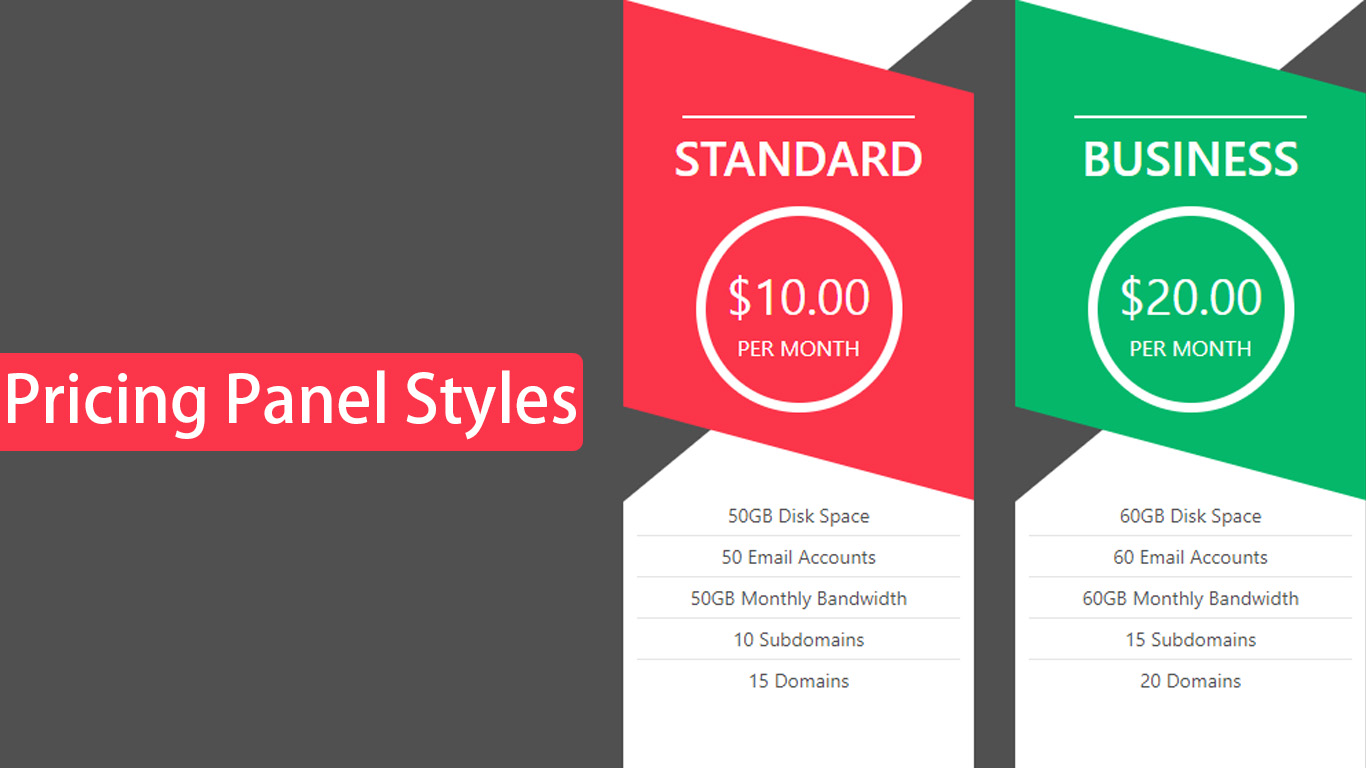 Pricing Panel Styles
STANDARD
$10.00
PER MONTH
50GB Disk Space
50 Email Accounts
50GB Monthly Bandwidth
10 Subdomains
15 Domains
BUSINESS
$20.00
PER MONTH
60GB Disk Space
60 Email Accounts
60GB Monthly Bandwidth
15 Subdomains
20 Domains